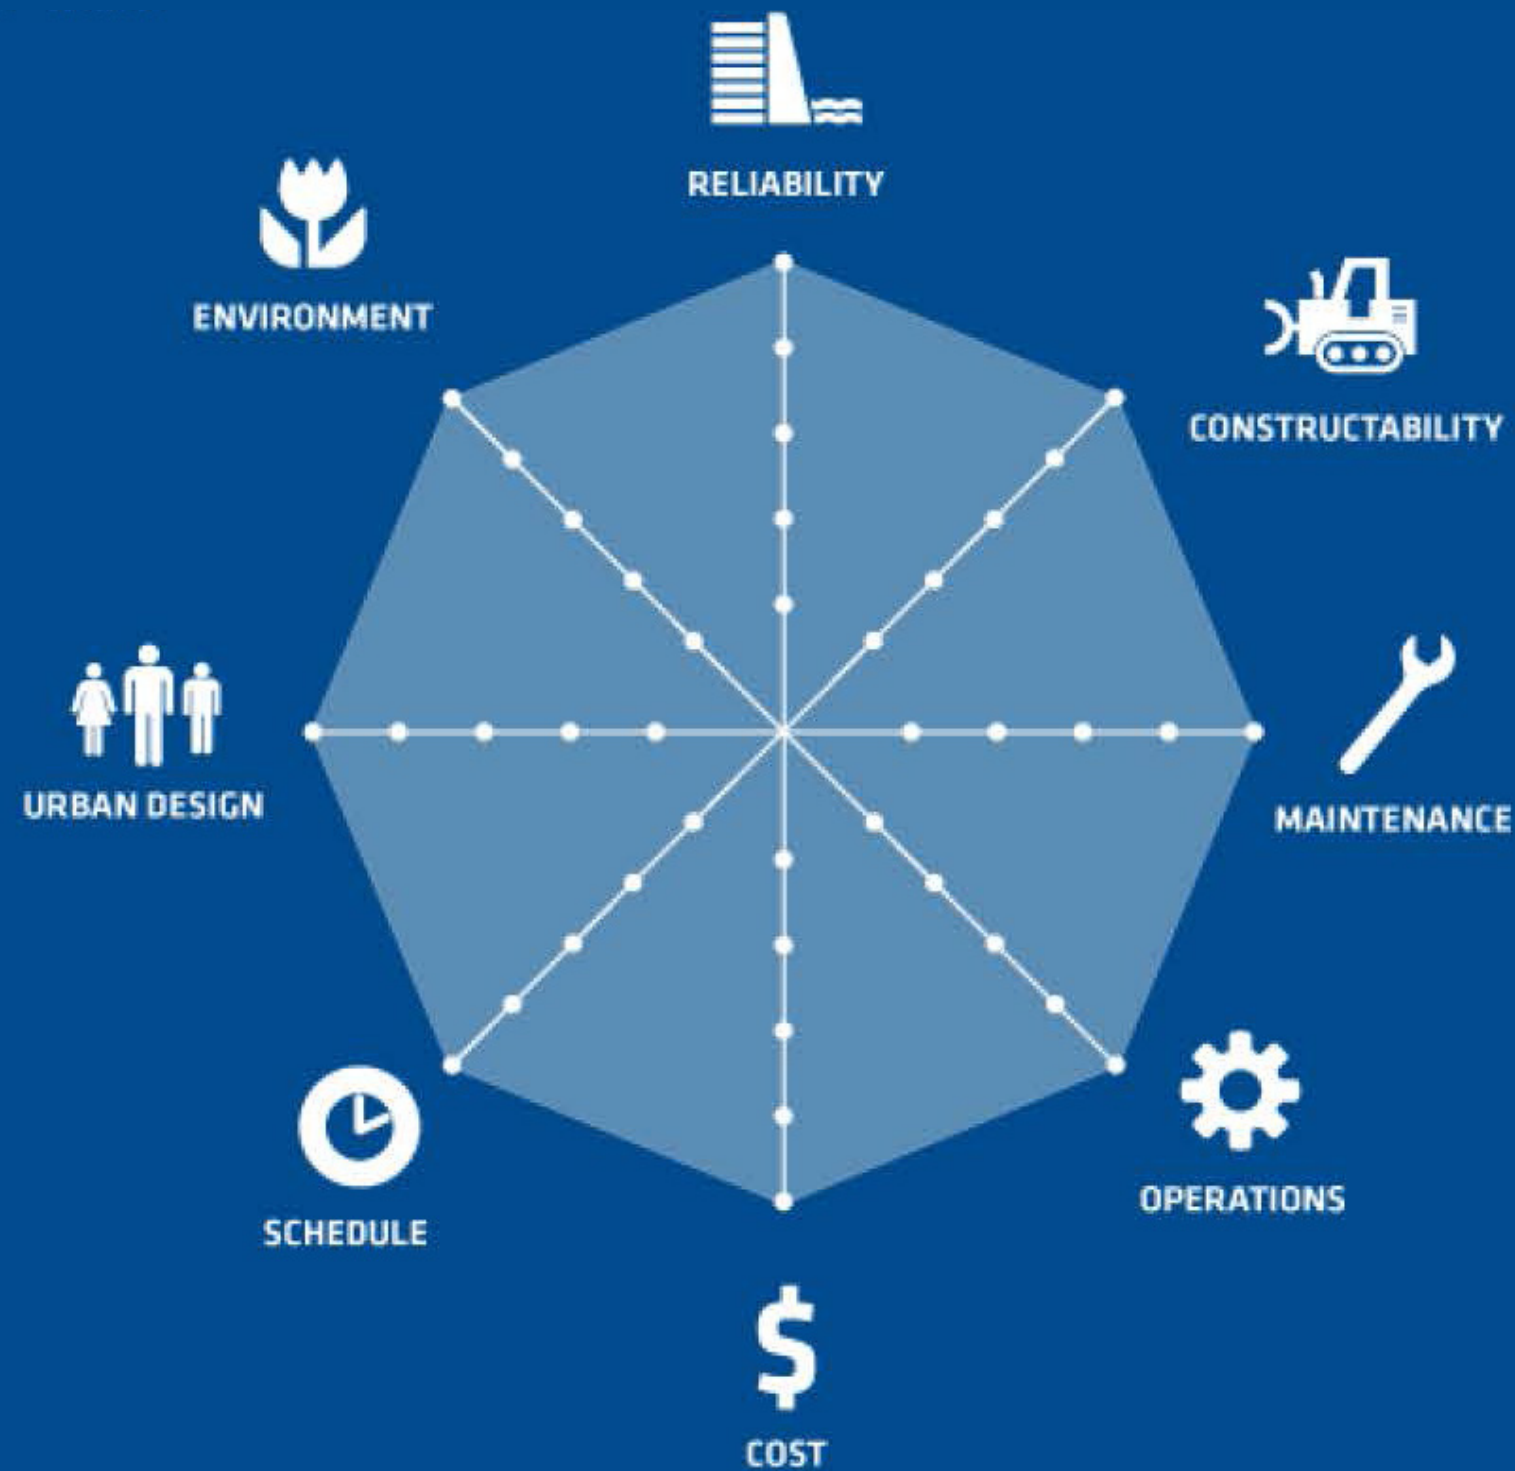 RELIABILITY
ENVIRONMENT
CONSTRUCTABILITY
URBAN DESIGN
MAINTENANCE
OPERATIONS
SCHEDULE
$
COST